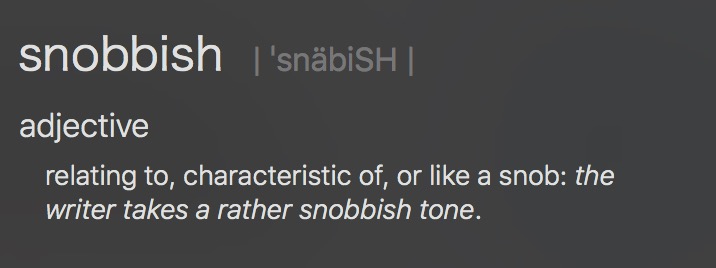 snobbish | ˈsnäbiSH |
adjective
relating to, characteristic of, or like a snob: the
writer takes a rather snobbish tone.